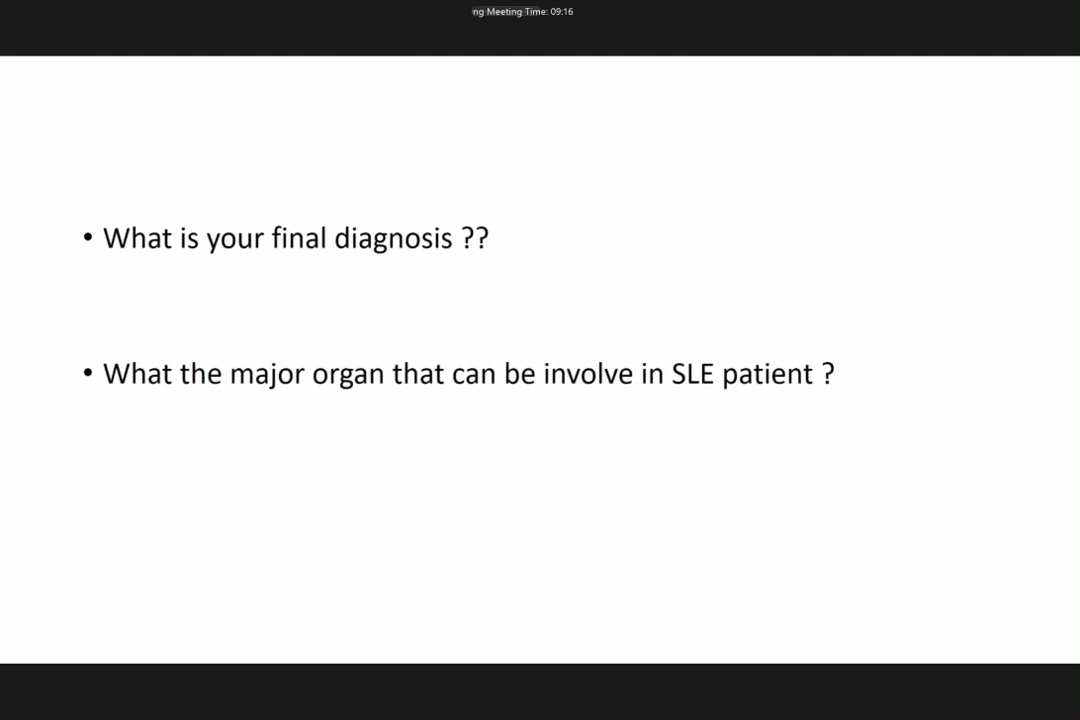 ng Meeting Time: 09:16
• What is your final diagnosis ??
• What the major organ that can be involve in SLE patient ?